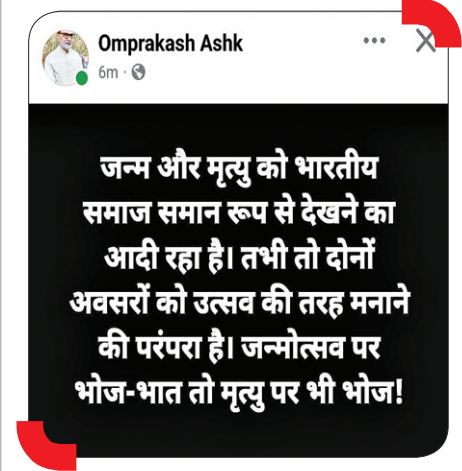 Omprakash Ashk
6m
जन्म और मृत्यु को भारतीय
समाज समान रूप से देखने का
आदी रहा है। तभी तो दोनों
अवसरों को उत्सव की तरह मनाने
की परंपरा है। जन्मोत्सव पर
भोज-भात तो मृत्यु पर भी भोज!